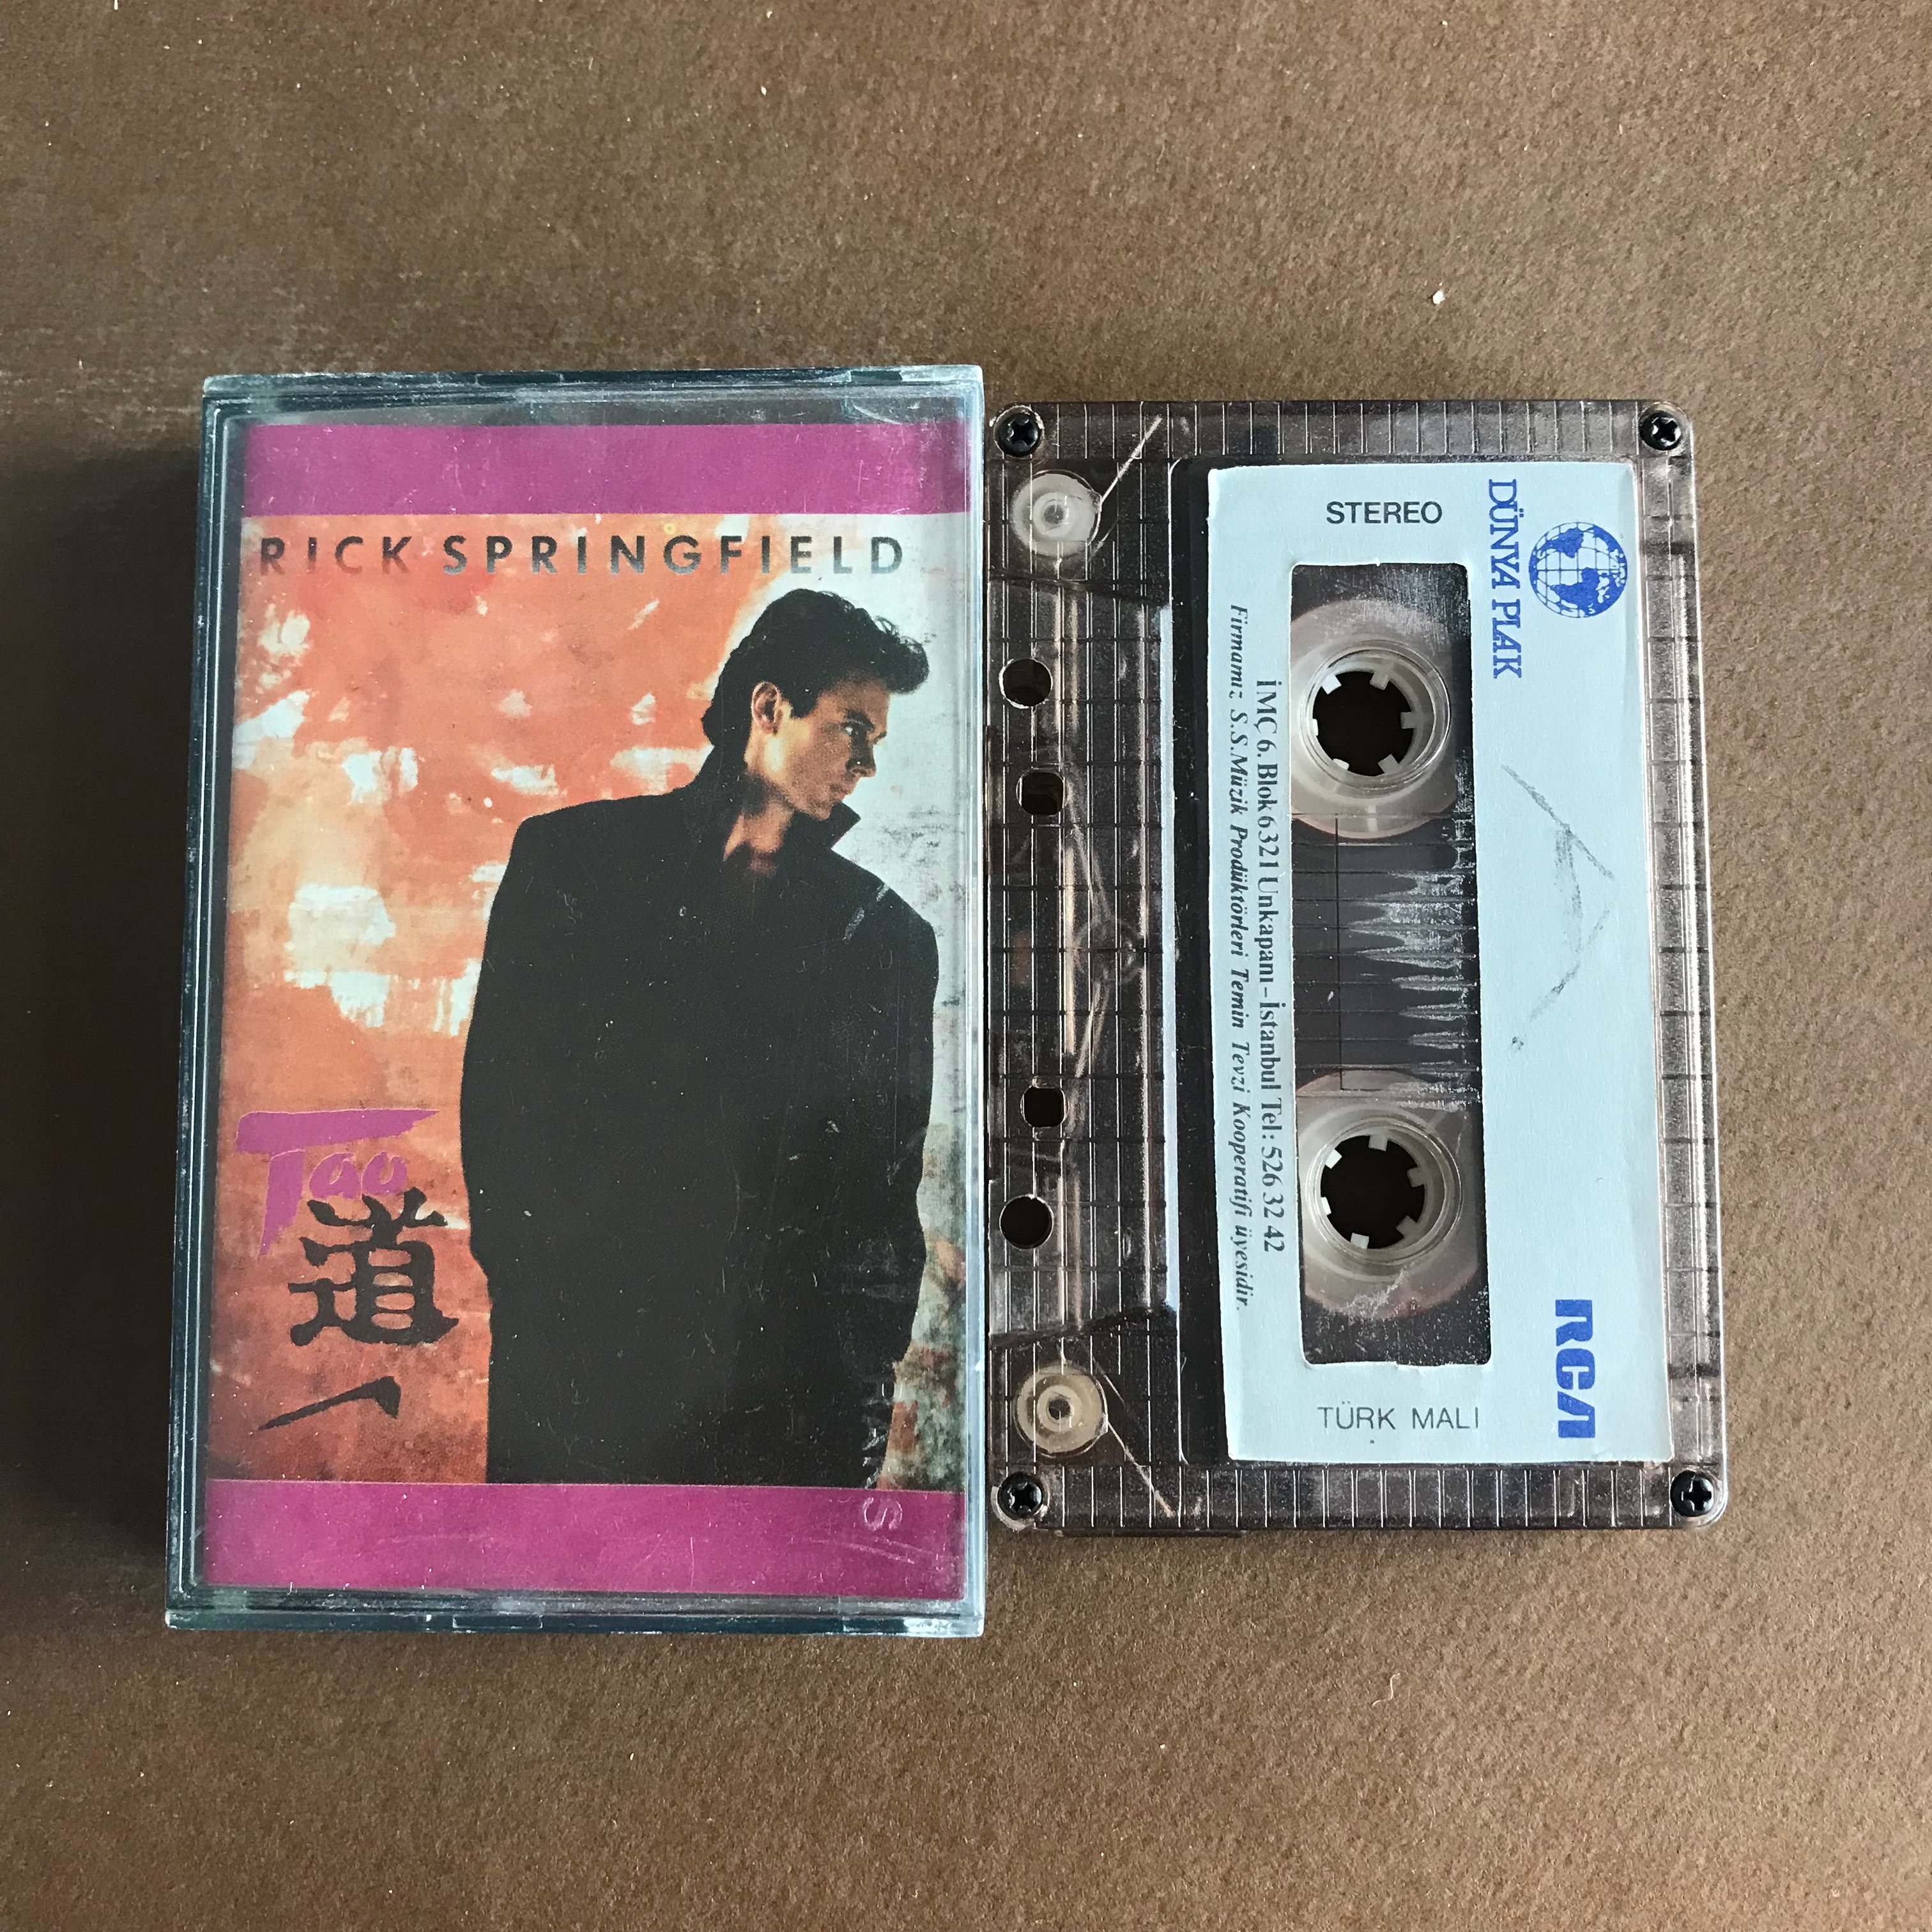 RICK SPRINGFIELD
Tao
道
STEREO
DÜNYA PLAK
İMÇ 6. Blok 6321 Unkapanı - İstanbul Tel: 526 32 42
Firmamız S.S. Müzik Prodüktörleri Temin Tevzi Kooperatifi üyesidir.
RCA
TÜRK MALI